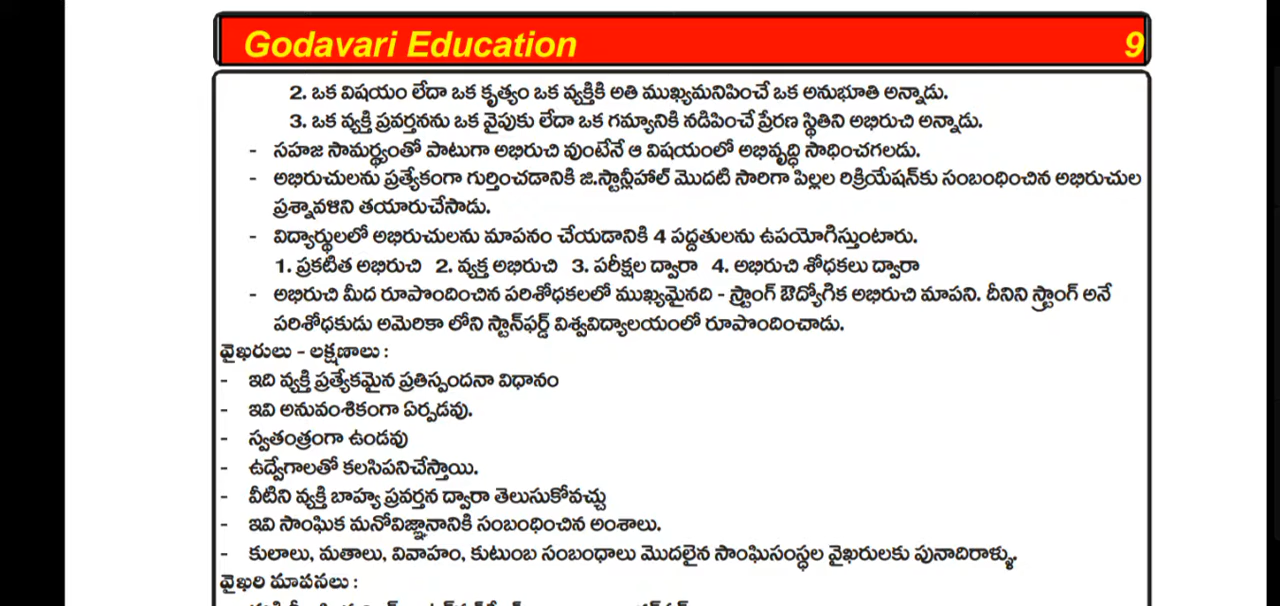 Godavari Education 9
2. ఒక విషయం లేదా ఒక కృత్యం ఒక వ్యక్తికి అతి ముఖ్యమనిపించే ఒక అనుభూతి అన్నాడు.
3. ఒక వ్యక్తి ప్రవర్తనను ఒక వైపుకు లేదా ఒక గమ్యానికి నడిపించే ప్రేరణ స్థితిని అభిరుచి అన్నాడు.
- సహజ సామర్థ్యంతో పాటుగా అభిరుచి వుంటేనే ఆ విషయంలో అభివృద్ధి సాధించగలడు.
- అభిరుచులను ప్రత్యేకంగా గుర్తించడానికి జి.స్టాన్లీహాల్ మొదటి సారిగా పిల్లల రిక్రియేషన్‌కు సంబంధించిన అభిరుచుల
ప్రశ్నావళిని తయారుచేసాడు.
- విద్యార్థులలో అభిరుచులను మాపనం చేయడానికి 4 పద్దతులను ఉపయోగిస్తుంటారు.
1. ప్రకటిత అభిరుచి 2. వ్యక్త అభిరుచి 3. పరీక్షల ద్వారా 4. అభిరుచి శోధకలు ద్వారా
- అభిరుచి మీద రూపొందించిన పరిశోధకలలో ముఖ్యమైనది - స్ట్రాంగ్ ఔద్యోగిక అభిరుచి మాపని. దీనిని స్ట్రాంగ్ అనే
పరిశోధకుడు అమెరికా లోని స్టాన్‌ఫర్డ్ విశ్వవిద్యాలయంలో రూపొందించాడు.
వైఖరులు - లక్షణాలు :
- ఇది వ్యక్తి ప్రత్యేకమైన ప్రతిస్పందనా విధానం
- ఇవి అనువంశికంగా ఏర్పడవు.
- స్వతంత్రంగా ఉండవు
- ఉద్వేగాలతో కలసిపనిచేస్తాయి.
- వీటిని వ్యక్తి బాహ్య ప్రవర్తన ద్వారా తెలుసుకోవచ్చు
- ఇవి సాంఘిక మనోవిజ్ఞానానికి సంబంధించిన అంశాలు.
- కులాలు, మతాలు, వివాహం, కుటుంబ సంబంధాలు మొదలైన సాంఘిసంస్థల వైఖరులకు పునాదిరాళ్ళు.
వైఖరి మాపనలు :